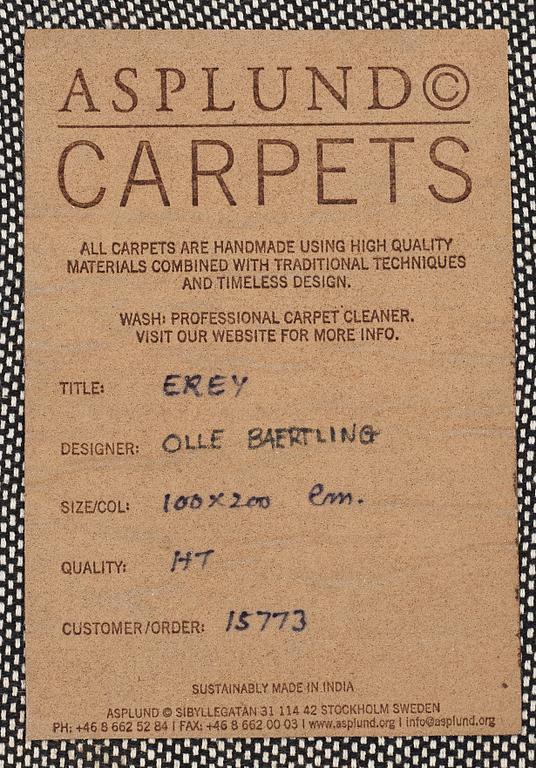 ASPLUND©
CARPETS
ALL CARPETS ARE HANDMADE USING HIGH QUALITY
MATERIALS COMBINED WITH TRADITIONAL TECHNIQUES
AND TIMELESS DESIGN.
WASH: PROFESSIONAL CARPET CLEANER.
VISIT OUR WEBSITE FOR MORE INFO.
TITLE: EREY
DESIGNER: OLLE BAERTLING
SIZE/COL: 100x200 Cm.
QUALITY: HT
CUSTOMER/ORDER: 15773
SUSTAINABLY MADE IN INDIA
ASPLUND © SIBYLLEGATAN 31 114 42 STOCKHOLM SWEDEN
PH: +46 8 662 52 84 | FAX: +46 8 662 00 03 | www.asplund.org | info@asplund.org